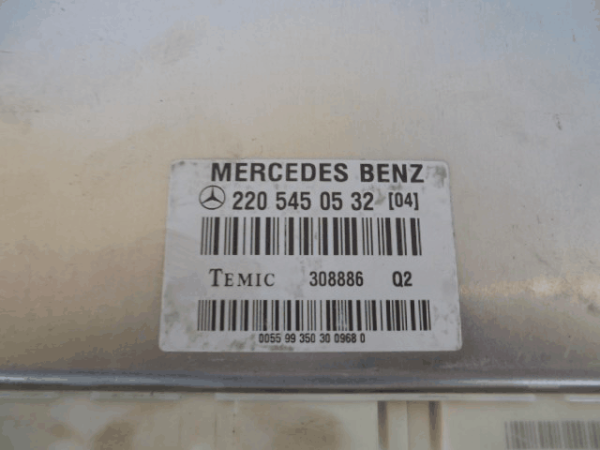 MERCEDES BENZ
220 545 05 32 [04]
TEMIC 308886 Q2
0055 99 350 30 0968 0